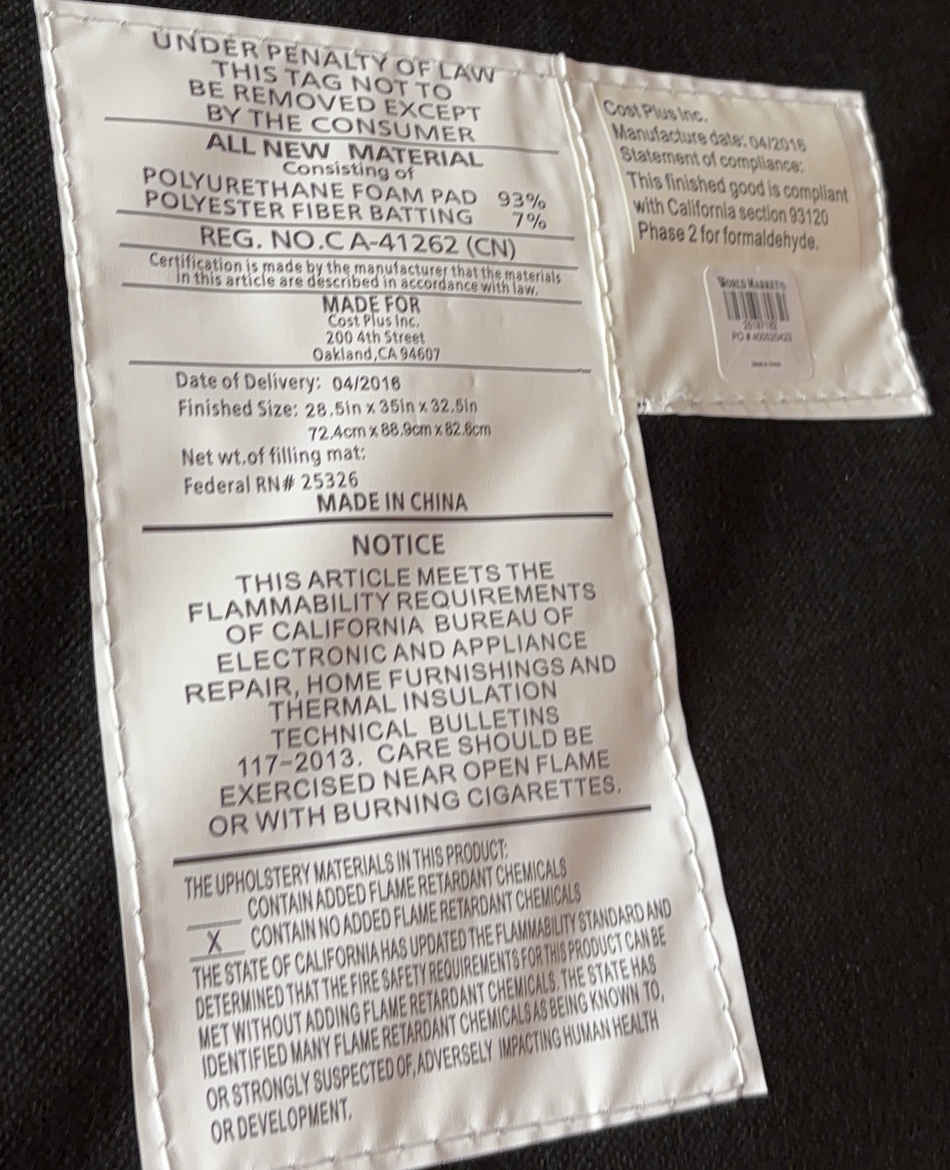 UNDER PENALTY OF LAW
THIS TAG NOT TO
BE REMOVED EXCEPT
BY THE CONSUMER
ALL NEW MATERIAL
Consisting of
POLYURETHANE FOAM PAD 93%
POLYESTER FIBER BATTING 7%
REG. NO.CA-41262 (CN)
Certification is made by the manufacturer that the materials
in this article are described in accordance with law.
MADE FOR
Cost Plus Inc.
200 4th Street
Oakland,CA 94607
Date of Delivery: 04/2016
Finished Size: 28.5in x 35in x 32.5in
72.4cm x 88.9cm x 82.6cm
Net wt.of filling mat:
Federal RN# 25326
MADE IN CHINA
NOTICE
THIS ARTICLE MEETS THE
FLAMMABILITY REQUIREMENTS
OF CALIFORNIA BUREAU OF
ELECTRONIC AND APPLIANCE
REPAIR, HOME FURNISHINGS AND
THERMAL INSULATION
TECHNICAL BULLETINS
117-2013. CARE SHOULD BE
EXERCISED NEAR OPEN FLAME
OR WITH BURNING CIGARETTES.
THE UPHOLSTERY MATERIALS IN THIS PRODUCT:
CONTAIN ADDED FLAME RETARDANT CHEMICALS
X CONTAIN NO ADDED FLAME RETARDANT CHEMICALS
THE STATE OF CALIFORNIA HAS UPDATED THE FLAMMABILITY STANDARD AND
DETERMINED THAT THE FIRE SAFETY REQUIREMENTS FOR THIS PRODUCT CAN BE
MET WITHOUT ADDING FLAME RETARDANT CHEMICALS. THE STATE HAS
IDENTIFIED MANY FLAME RETARDANT CHEMICALS AS BEING KNOWN TO,
OR STRONGLY SUSPECTED OF, ADVERSELY IMPACTING HUMAN HEALTH
OR DEVELOPMENT.
Cost Plus Inc.
Manufacture date: 04/2016
Statement of compliance:
This finished good is compliant
with California section 93120
Phase 2 for formaldehyde.
WORLD MARKET®
PO #